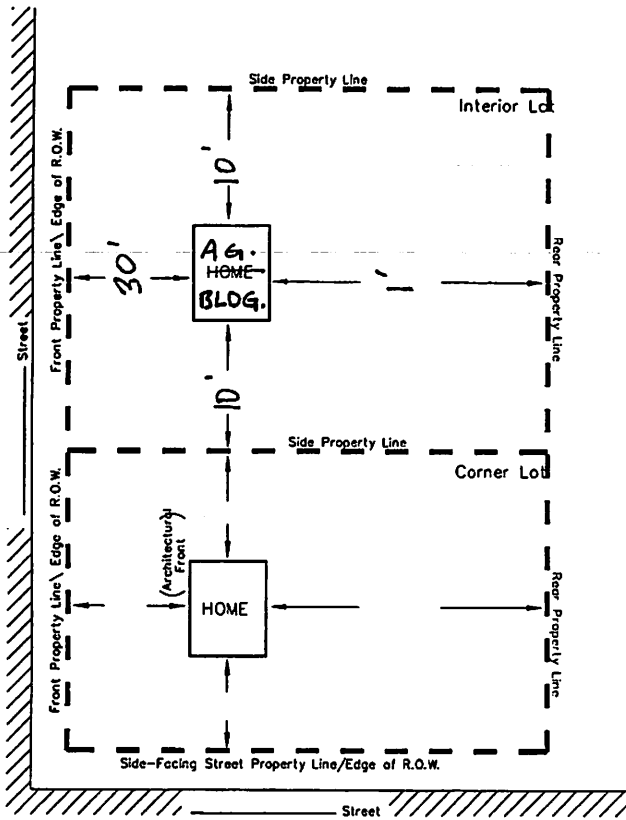 Side Property Line
Interior Lot
10'
Front Property Line\ Edge of R.O.W.
30'
AG.
HOME
BLDG.
1'
Rear Property Line
Street
10'
Side Property Line
Corner Lot
Front Property Line\ Edge of R.O.W.
(Architectural)
Front
HOME
Rear Property Line
Side-Facing Street Property Line/Edge of R.O.W.
Street